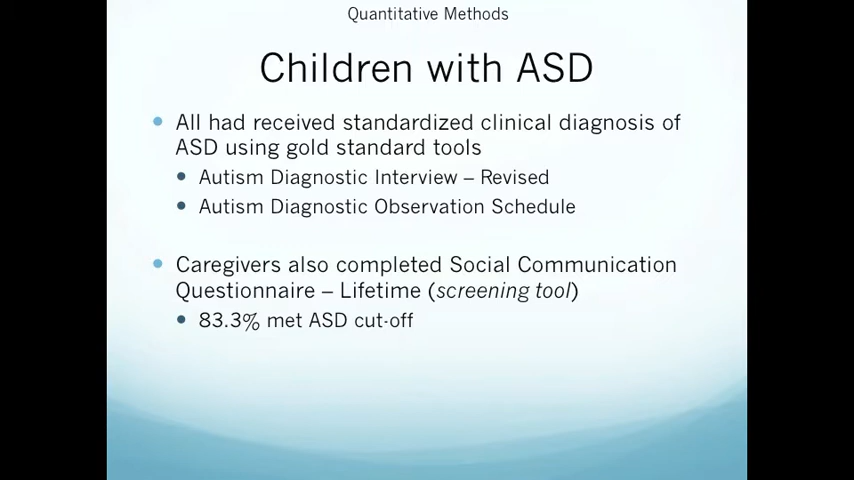 Quantitative Methods
Children with ASD
• All had received standardized clinical diagnosis of
ASD using gold standard tools
• Autism Diagnostic Interview – Revised
• Autism Diagnostic Observation Schedule
• Caregivers also completed Social Communication
Questionnaire – Lifetime (screening tool)
• 83.3% met ASD cut-off